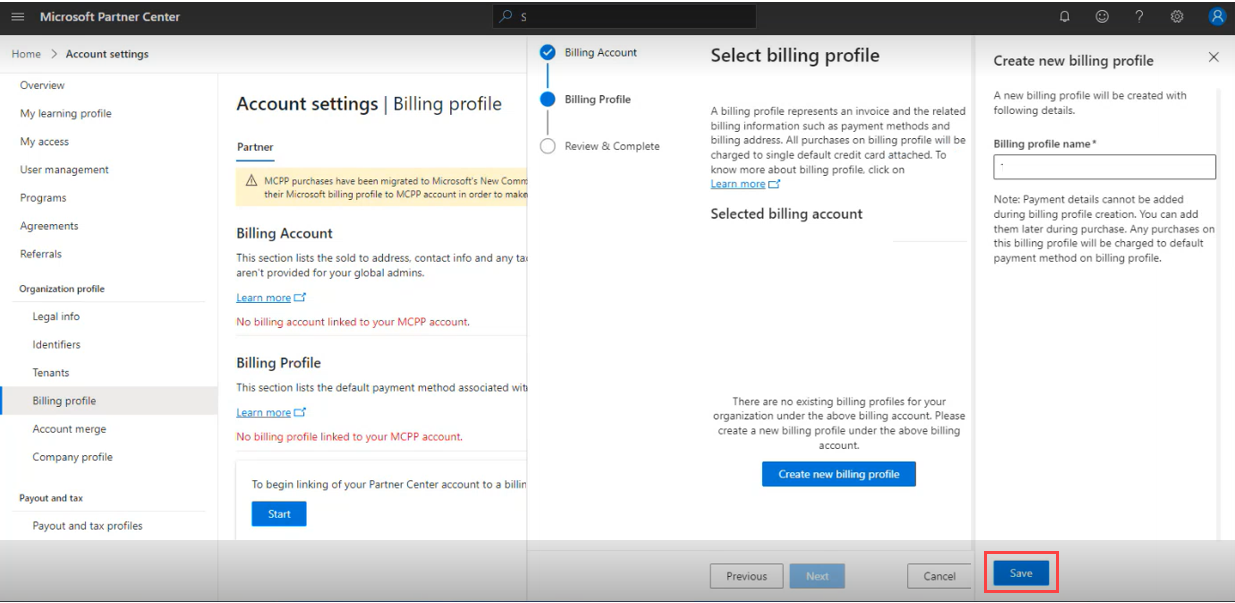 Microsoft Partner Center
S
Home > Account settings
Overview
My learning profile
My access
User management
Programs
Agreements
Referrals
Organization profile
Legal info
Identifiers
Tenants
Billing profile
Account merge
Company profile
Payout and tax
Payout and tax profiles
Account settings | Billing profile
Partner
MCPP purchases have been migrated to Microsoft's New Comm
their Microsoft billing profile to MCPP account in order to make
Billing Account
This section lists the sold to address, contact info and any ta
aren't provided for your global admins.
Learn more
No billing account linked to your MCPP account.
Billing Profile
This section lists the default payment method associated wit
Learn more
No billing profile linked to your MCPP account.
To begin linking of your Partner Center account to a billin
Start
Billing Account
Billing Profile
Review & Complete
Select billing profile
A billing profile represents an invoice and the related
billing information such as payment methods and
billing address. All purchases on billing profile will be
charged to single default credit card attached. To
know more about billing profile, click on
Learn more
Selected billing account
There are no existing billing profiles for your
organization under the above billing account. Please
create a new billing profile under the above billing
account.
Create new billing profile
Previous
Next
Cancel
Create new billing profile
A new billing profile will be created with
following details.
Billing profile name*
Note: Payment details cannot be added
during billing profile creation. You can add
them later during purchase. Any purchases on
this billing profile will be charged to default
payment method on billing profile.
Save